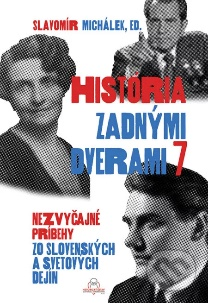 SLAVOMÍR MICHÁLEK, ED.
HISTÓRIA
ZADNÝMI
DVERAMI 7
NEZVYČAJNÉ
PRÍBEHY
ZO SLOVENSKÝCH
A SVETOVÝCH
DEJÍN